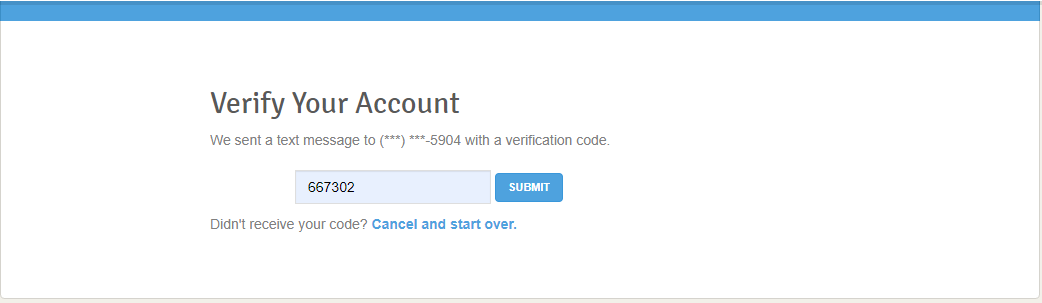 Verify Your Account
We sent a text message to (***) ***-5904 with a verification code.
667302 SUBMIT
Didn't receive your code? Cancel and start over.